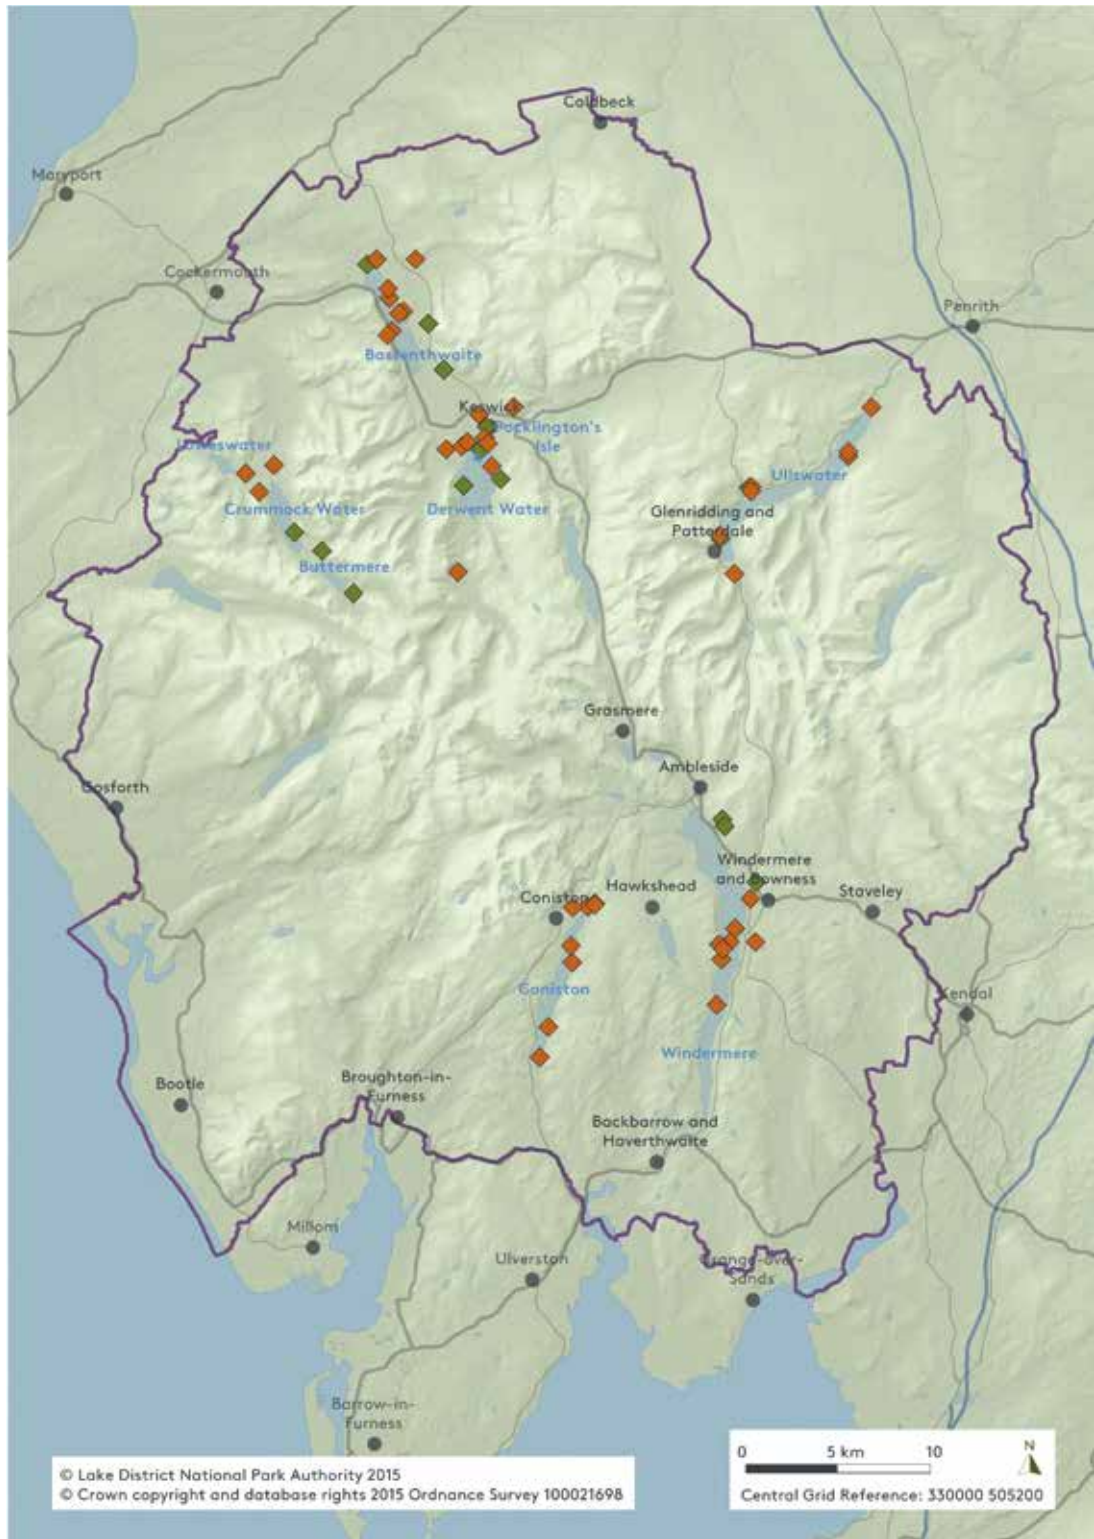 Caldbeck
Maryport
Cockermouth
Penrith
Bassenthwaite
Keswick
Pocklington's
Isle
Loweswater
Ullswater
Crummock Water
Derwent Water
Glenridding and
Patterdale
Buttermere
Grasmere
Ambleside
Gosforth
Windermere
and Bowness
Hawkshead
Staveley
Coniston
Coniston
Kendal
Windermere
Bootle
Broughton-in-
Furness
Backbarrow and
Haverthwaite
Millom
Ulverston
Grange-over-
Sands
Barrow-in-
Furness
0 5 km 10
N
Central Grid Reference: 330000 505200
© Lake District National Park Authority 2015
© Crown copyright and database rights 2015 Ordnance Survey 100021698